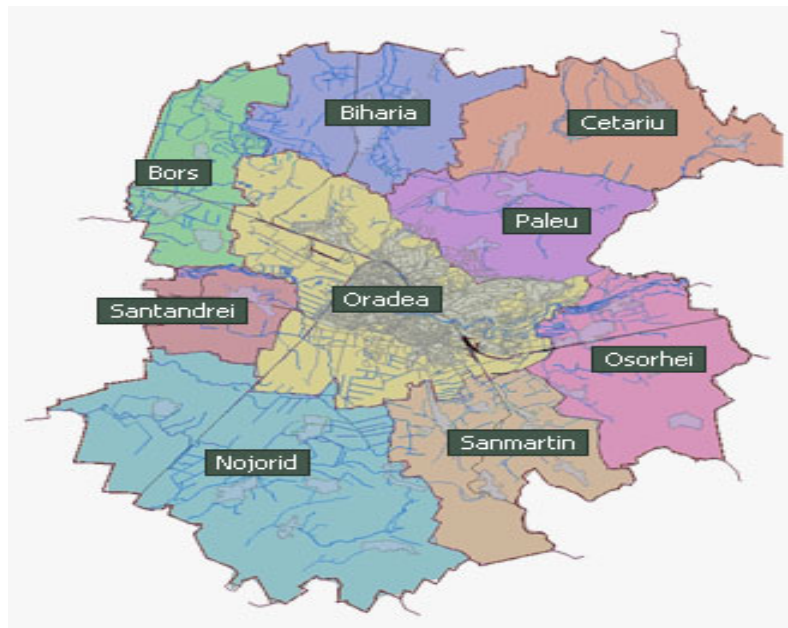 Biharia
Cetariu
Bors
Paleu
Oradea
Santandrei
Osorhei
Sanmartin
Nojorid